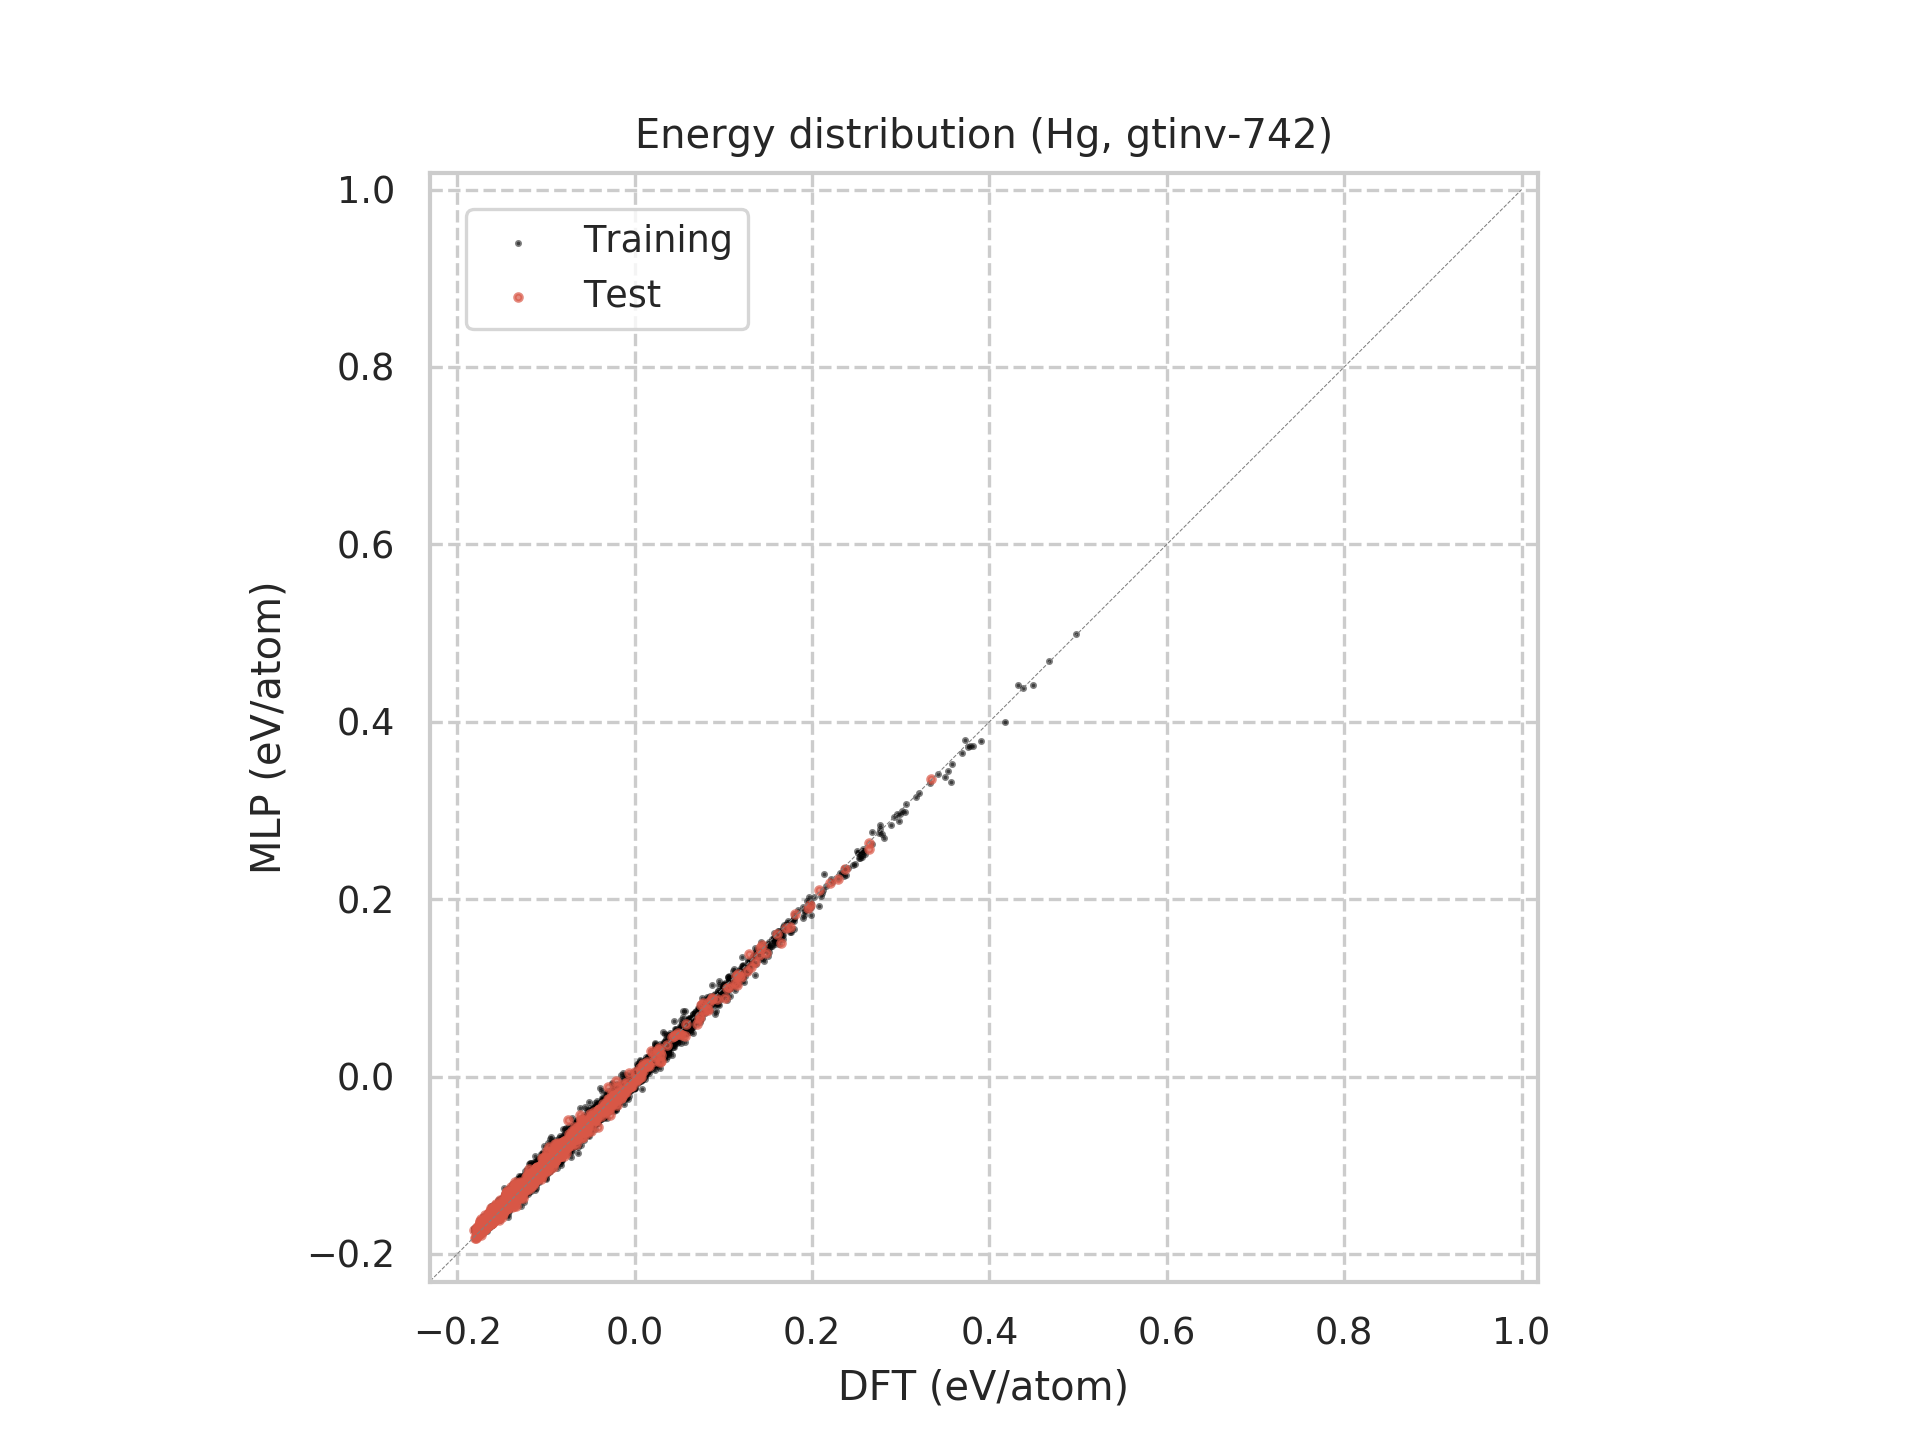 Energy distribution (Hg, gtinv-742)
1.0
0.8
0.6
0.4
0.2
0.0
−0.2
MLP (eV/atom)
Training
Test
−0.2 0.0 0.2 0.4 0.6 0.8 1.0
DFT (eV/atom)